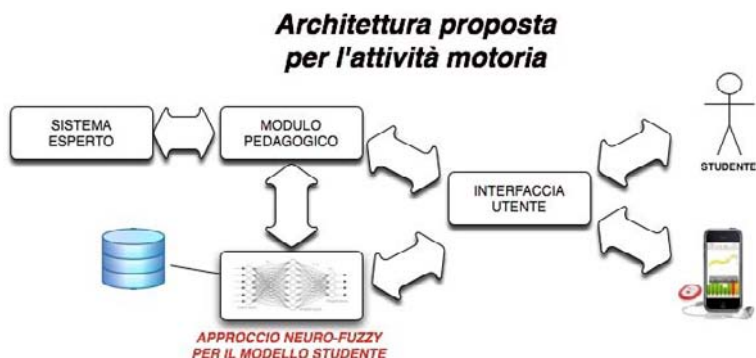 Architettura proposta
per l'attività motoria
SISTEMA
ESPERTO
MODULO
PEDAGOGICO
INTERFACCIA
UTENTE
STUDENTE
APPROCCIO NEURO-FUZZY
PER IL MODELLO STUDENTE